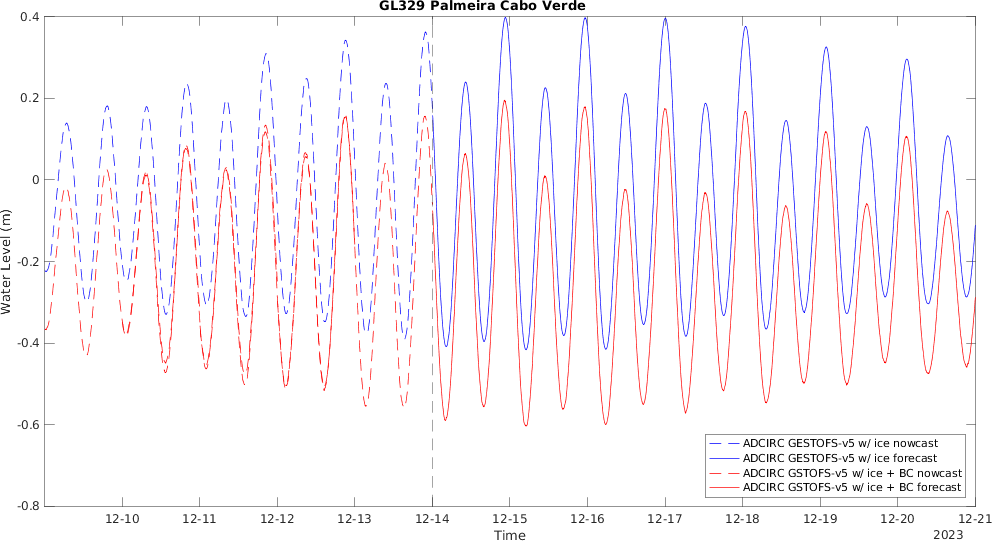 GL329 Palmeira Cabo Verde
0.4
0.2
0
-0.2
-0.4
-0.6
-0.8
Water Level (m)
ADCIRC GESTOFS-v5 w/ ice nowcast
ADCIRC GESTOFS-v5 w/ ice forecast
ADCIRC GSTOFS-v5 w/ ice + BC nowcast
ADCIRC GSTOFS-v5 w/ ice + BC forecast
12-10 12-11 12-12 12-13 12-14 12-15 12-16 12-17 12-18 12-19 12-20 12-21
Time
2023